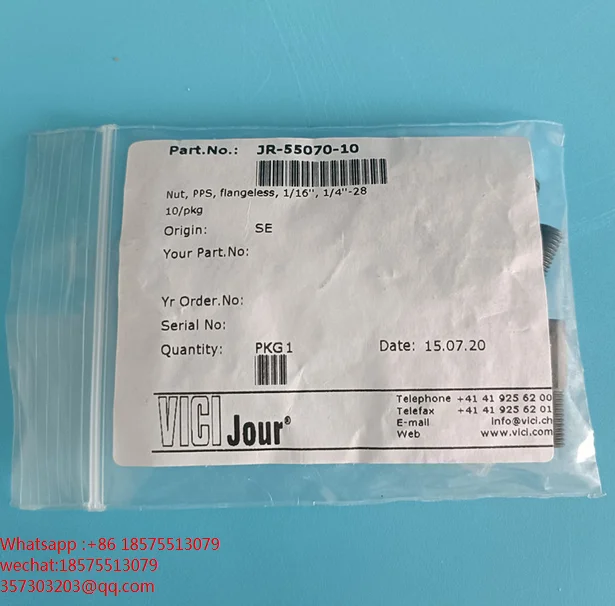 Part.No.: JR-55070-10
Nut, PPS, flangeless, 1/16", 1/4"-28
10/pkg
Origin: SE
Your Part.No:
Yr Order.No:
Serial No:
Quantity: PKG 1 Date: 15.07.20
VICI Jour®
Telephone +41 41 925 62 00
Telefax +41 41 925 62 01
E-mail info@vici.ch
Web www.vici.com
Whatsapp :+86 18575513079
wechat:18575513079
357303203@qq.com